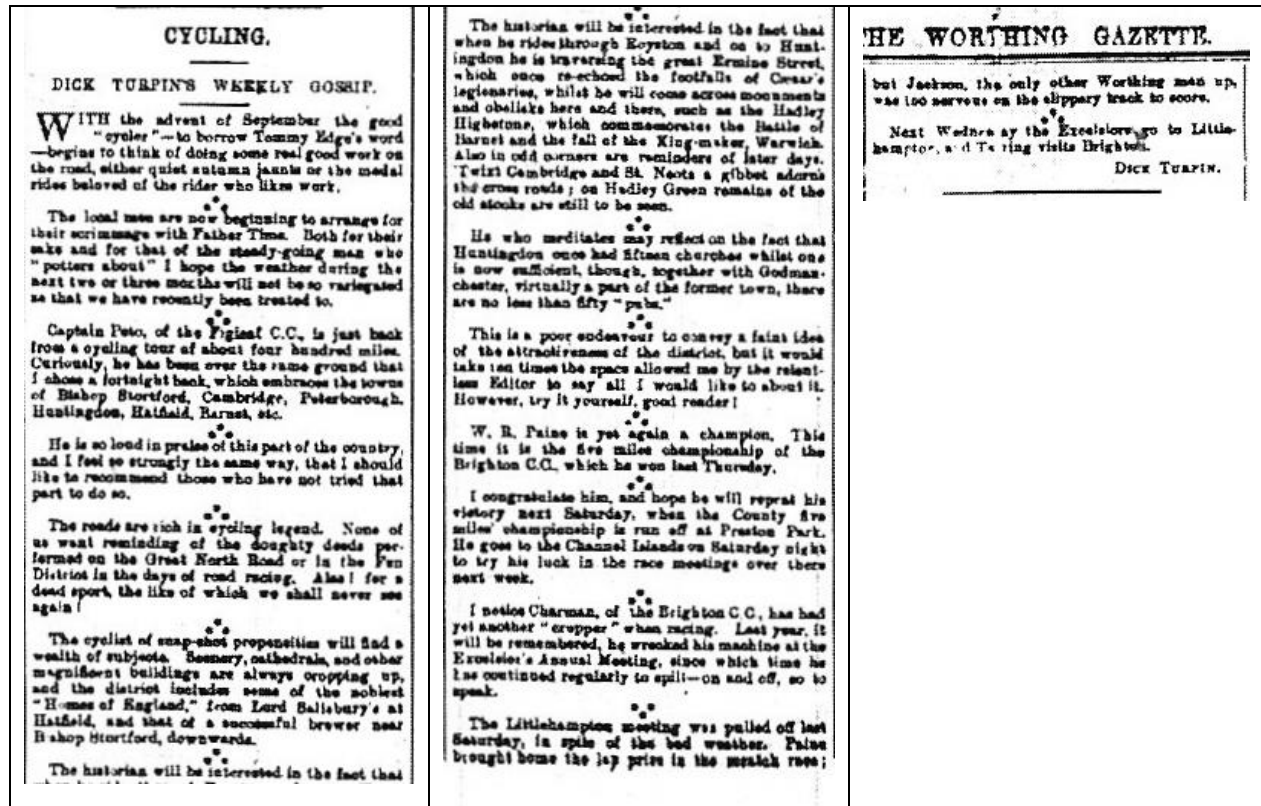 CYCLING.
DICK TURPIN'S WEEKLY GOSSIP.
WITH the advent of September the good
"cycler"—to borrow Tommy Edge's word
—begins to think of doing some real good work on
the road, either quiet autumn jaunts or the medal
rides beloved of the rider who likes work.
The local men are now beginning to arrange for
their scrimmage with Father Time. Both for their
sake and for that of the steady-going man who
"potters about" I hope the weather during the
next two or three months will not be so variegated
as that we have recently been treated to.
Captain Peto, of the C.C., is just back
from a cycling tour of about four hundred miles.
Curiously, he has been over the same ground that
I chose a fortnight back, which embraces the towns
of Bishop Stortford, Cambridge, Peterborough,
Huntingdon, Hatfield, Barnet, etc.
He is so loud in praise of this part of the country,
and I feel so strongly the same way, that I should
like to recommend those who have not tried that
part to do so.
The roads are rich in cycling legend. None of
us want reminding of the doughty deeds per-
formed on the Great North Road or in the Fen
District in the days of road racing. Alas! for a
dead sport, the like of which we shall never see
again!
The cyclist of snap-shot propensities will find a
wealth of subjects. Scenery, cathedrals, and other
magnificent buildings are always cropping up,
and the district includes some of the noblest
"Homes of England," from Lord Salisbury's at
Hatfield, and that of a successful brewer near
Bishop Stortford, downwards.
The historian will be interested in the fact that
The historian will be interested in the fact that
when he rides through Royston and on to Hunt-
ingdon he is traversing the great Ermine Street,
which once re-echoed the footfalls of Cæsar's
legionaries, whilst he will come across monuments
and obelisks here and there, such as the Hadley
Highstone, which commemorates the Battle of
Barnet and the fall of the King-maker, Warwick.
Also in odd corners are reminders of later days.
'Twixt Cambridge and St. Neots a gibbet adorns
the cross roads; on Hadley Green remains of the
old stocks are still to be seen.
He who meditates may reflect on the fact that
Huntingdon once had fifteen churches whilst one
is now sufficient, though, together with Godman-
chester, virtually a part of the former town, there
are no less than fifty "pubs."
This is a poor endeavour to convey a faint idea
of the attractiveness of the district, but it would
take ten times the space allowed me by the relent-
less Editor to say all I would like to about it.
However, try it yourself, good reader!
W. R. Paine is yet again a champion. This
time it is the five miles championship of the
Brighton C.C., which he won last Thursday.
I congratulate him, and hope he will repeat his
victory next Saturday, when the County five
miles' championship is run off at Preston Park.
He goes to the Channel Islands on Saturday night
to try his luck in the race meetings over there
next week.
I notice Charman, of the Brighton C C., has had
yet another "cropper" when racing. Last year, it
will be remembered, he wrecked his machine at the
Excelsior's Annual Meeting, since which time he
has continued regularly to spill—on and off, so to
speak.
The Littlehampton meeting was pulled off last
Saturday, in spite of the bad weather. Paine
brought home the lap prize in the scratch race;
THE WORTHING GAZETTE.
but Jackson, the only other Worthing man up,
was too nervous on the slippery track to score.
Next the Excelsiors go to Little-
hampton, and visits Brighton.
DICK TURPIN.